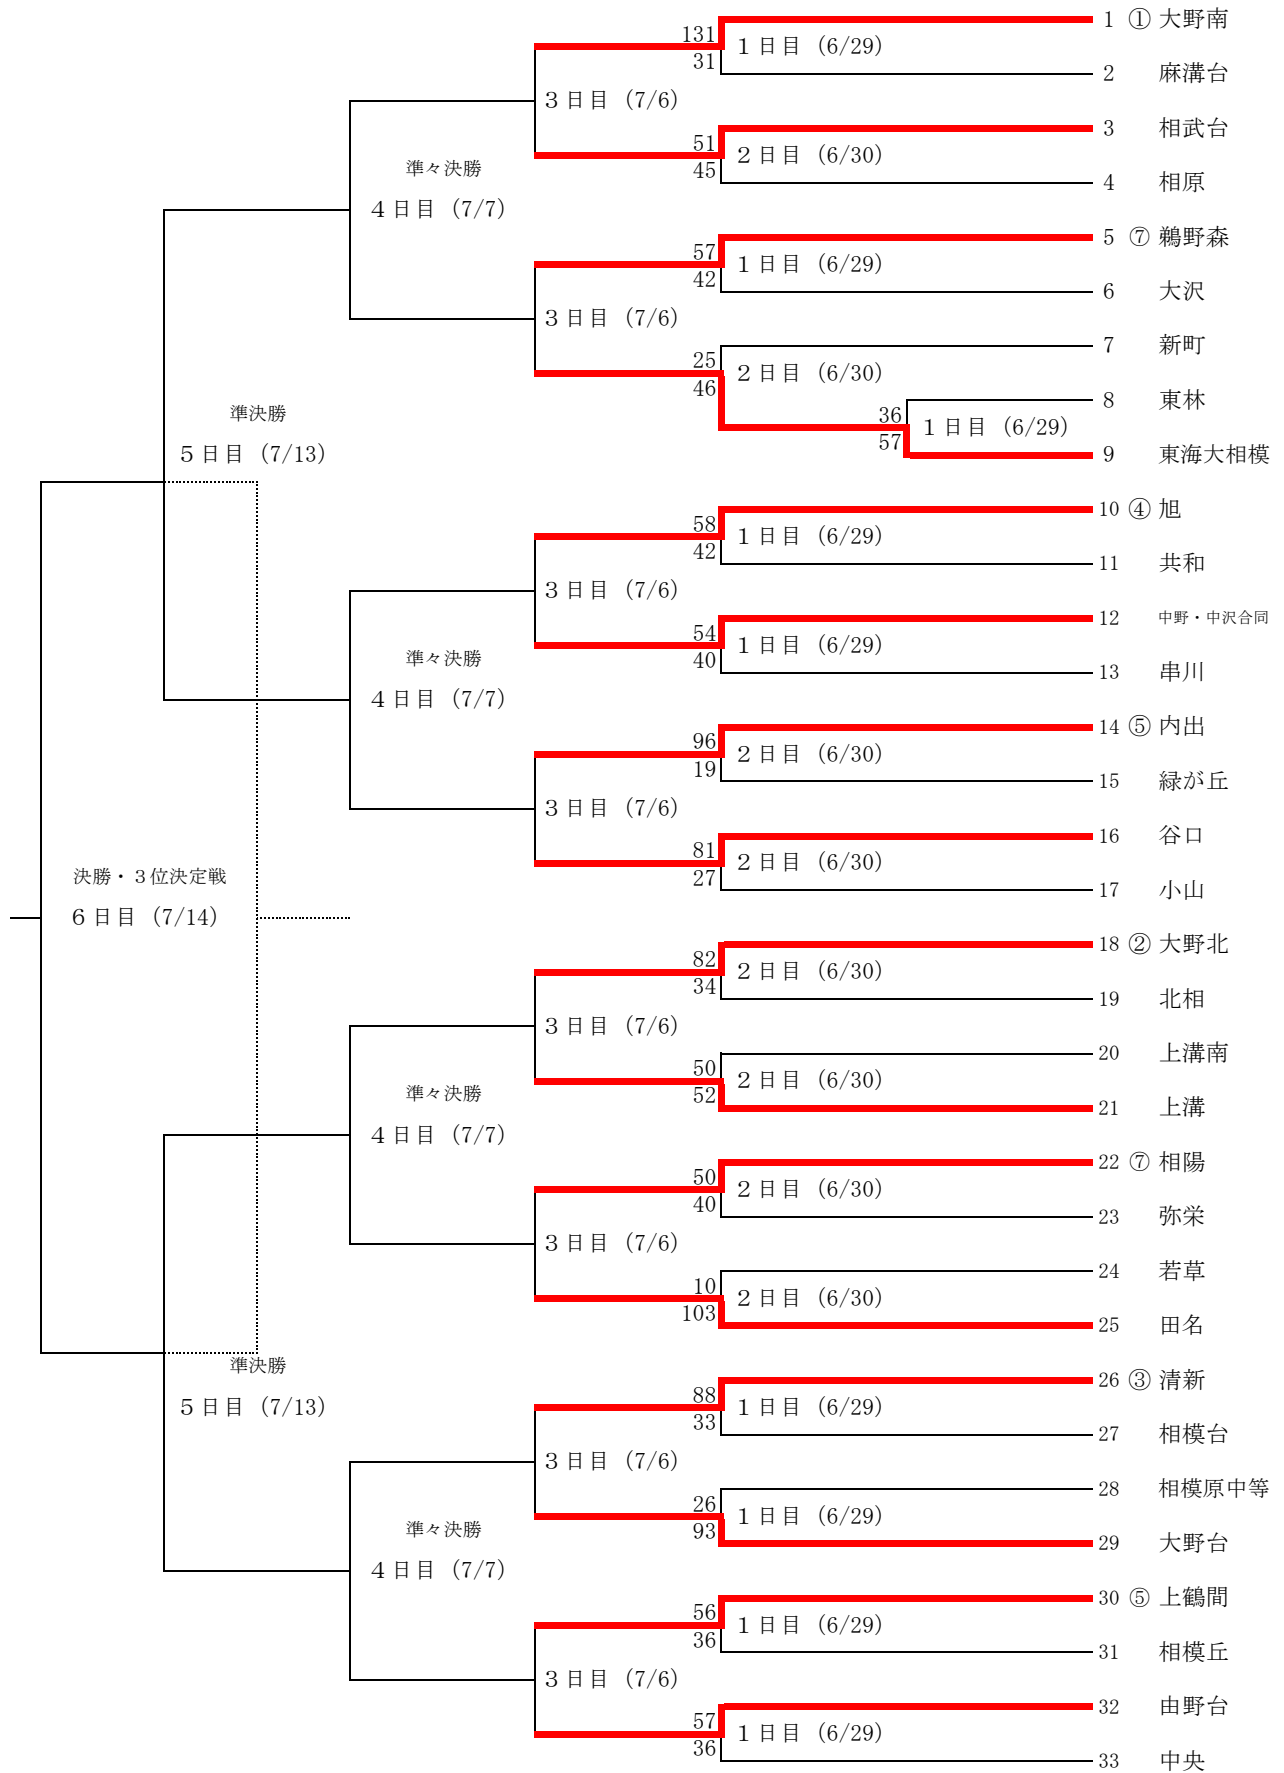 1 ① 大野南
131
1日目 (6/29)
31
2 麻溝台
3日目 (7/6)
3 相武台
51
2日目 (6/30)
45
4 相原
準々決勝
4日目 (7/7)
5 ⑦ 鵜野森
57
1日目 (6/29)
42
6 大沢
3日目 (7/6)
7 新町
25
2日目 (6/30)
46
8 東林
36
1日目 (6/29)
57
9 東海大相模
準決勝
5日目 (7/13)
10 ④ 旭
58
1日目 (6/29)
42
11 共和
3日目 (7/6)
12 中野・中沢合同
54
1日目 (6/29)
40
13 串川
準々決勝
4日目 (7/7)
14 ⑤ 内出
96
2日目 (6/30)
19
15 緑が丘
3日目 (7/6)
16 谷口
81
2日目 (6/30)
27
17 小山
決勝・3位決定戦
6日目 (7/14)
18 ② 大野北
82
2日目 (6/30)
34
19 北相
3日目 (7/6)
20 上溝南
50
2日目 (6/30)
52
21 上溝
準々決勝
4日目 (7/7)
22 ⑦ 相陽
50
2日目 (6/30)
40
23 弥栄
3日目 (7/6)
24 若草
10
2日目 (6/30)
103
25 田名
準決勝
5日目 (7/13)
26 ③ 清新
88
1日目 (6/29)
33
27 相模台
3日目 (7/6)
28 相模原中等
26
1日目 (6/29)
93
29 大野台
準々決勝
4日目 (7/7)
30 ⑤ 上鶴間
56
1日目 (6/29)
36
31 相模丘
3日目 (7/6)
32 由野台
57
1日目 (6/29)
36
33 中央